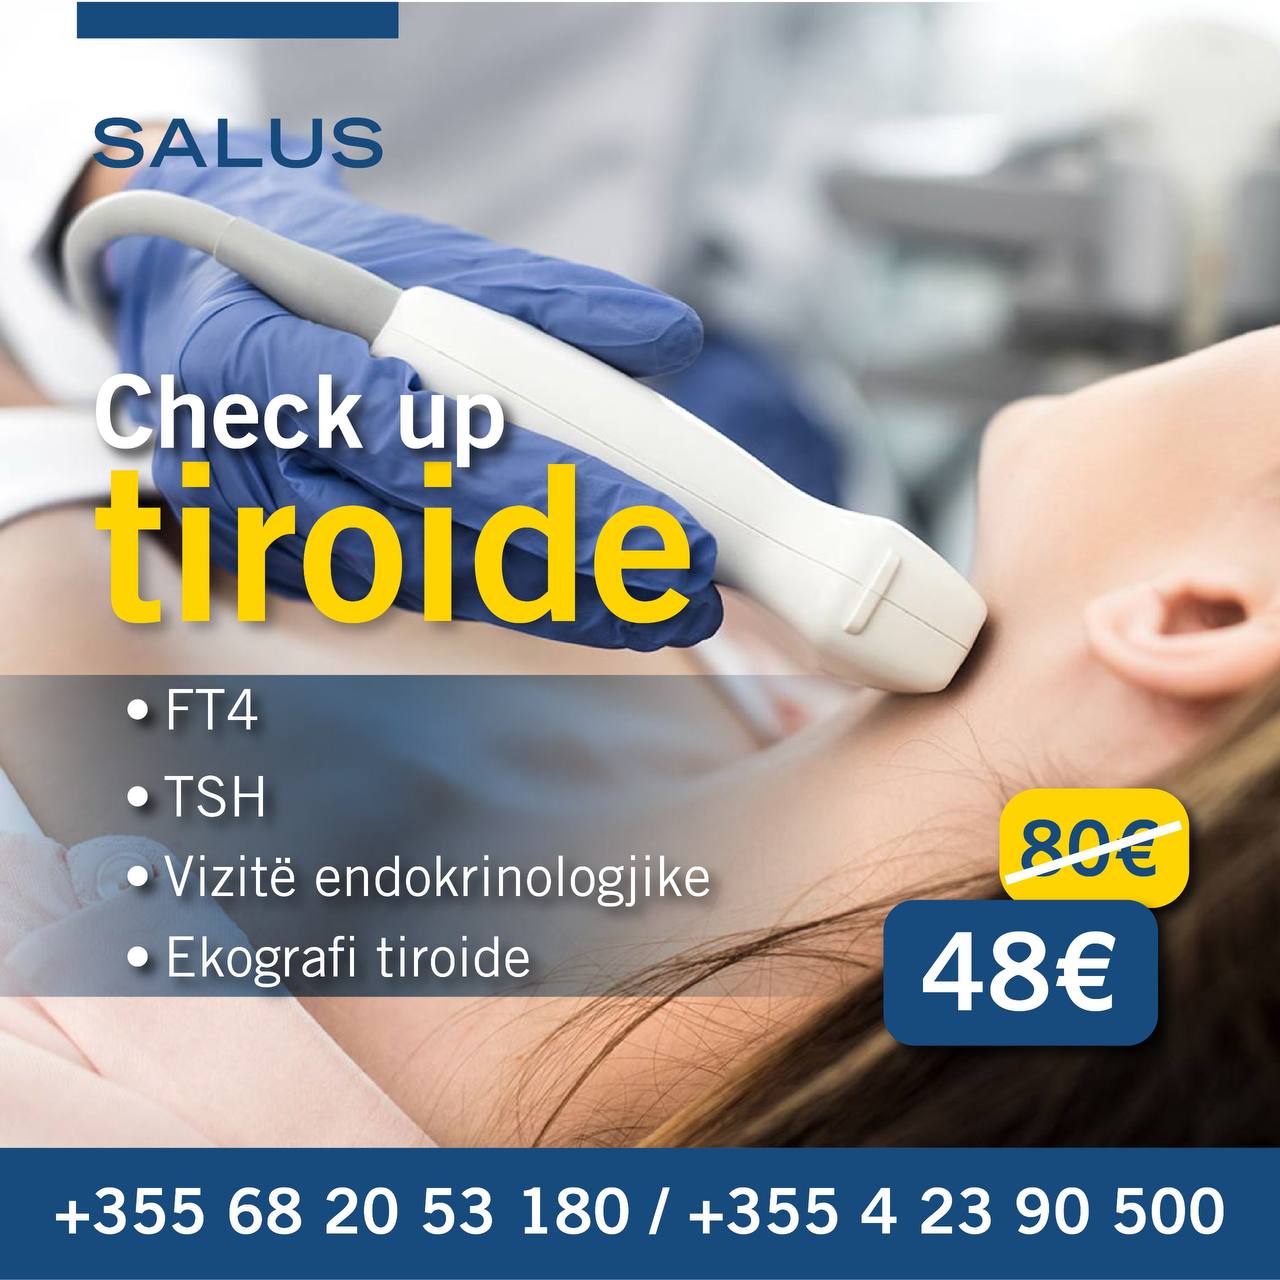 SALUS
Check up
tiroide
• FT4
• TSH
• Vizitë endokrinologjike
• Ekografi tiroide
80€
48€
+355 68 20 53 180 / +355 4 23 90 500